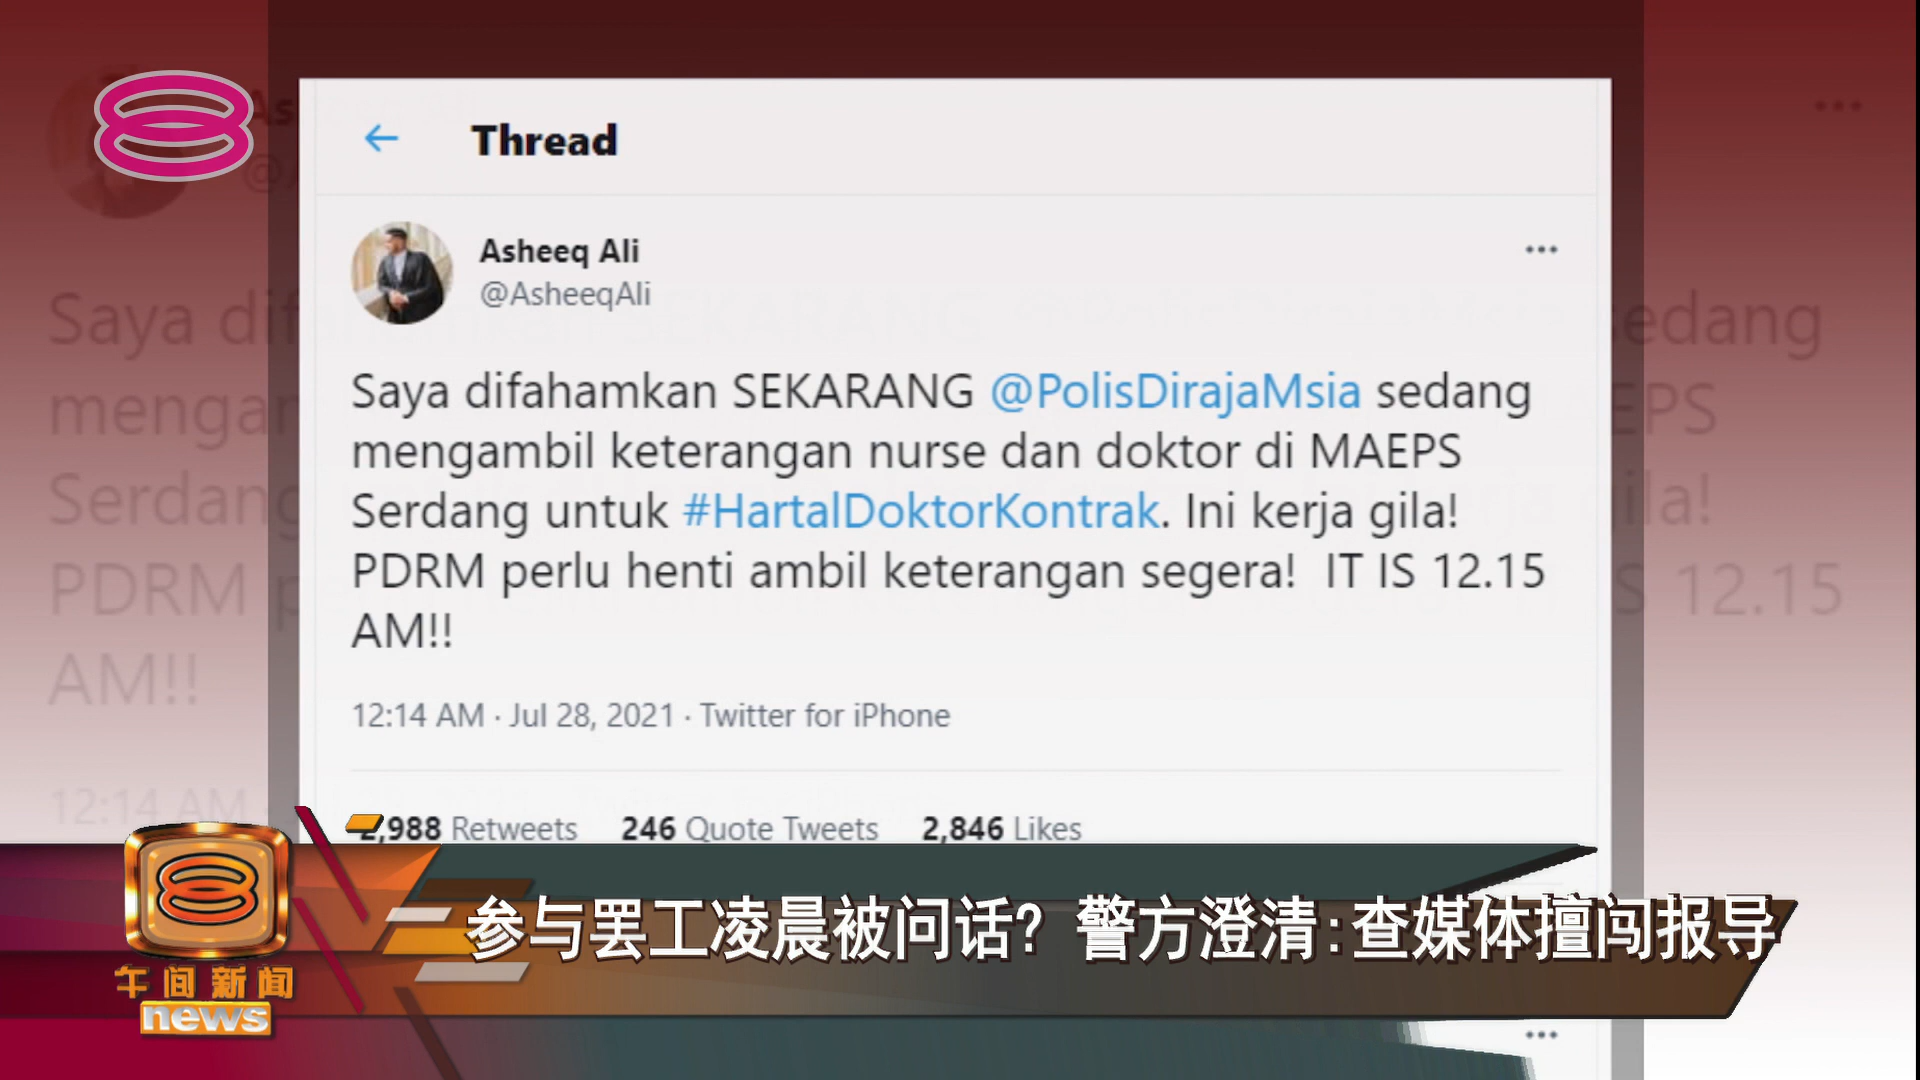 Thread
Asheeq Ali
@AsheeqAli
Saya difahamkan SEKARANG @PolisDirajaMsia sedang
mengambil keterangan nurse dan doktor di MAEPS
Serdang untuk #HartalDoktorKontrak. Ini kerja gila!
PDRM perlu henti ambil keterangan segera! IT IS 12.15
AM!!
12:14 AM · Jul 28, 2021 · Twitter for iPhone
2,988 Retweets 246 Quote Tweets 2,846 Likes
参与罢工凌晨被问话? 警方澄清:查媒体擅闯报导
午间新闻
news